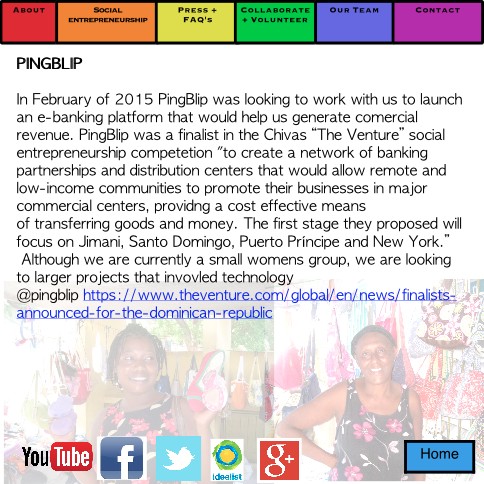 About
Social entrepreneurship
Press + FAQ's
Collaborate + Volunteer
Our Team
Contact
PINGBLIP
In February of 2015 PingBlip was looking to work with us to launch
an e-banking platform that would help us generate comercial
revenue. PingBlip was a finalist in the Chivas “The Venture” social
entrepreneurship competetion "to create a network of banking
partnerships and distribution centers that would allow remote and
low-income communities to promote their businesses in major
commercial centers, providng a cost effective means
of transferring goods and money. The first stage they proposed will
focus on Jimani, Santo Domingo, Puerto Príncipe and New York.”
Although we are currently a small womens group, we are looking
to larger projects that invovled technology
@pingblip https://www.theventure.com/global/en/news/finalists-
announced-for-the-dominican-republic
YouTube
f
idealist
g+
Home